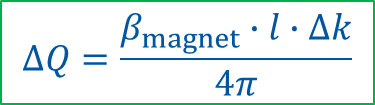 ΔQ = (β_magnet · l · Δk) / (4π)